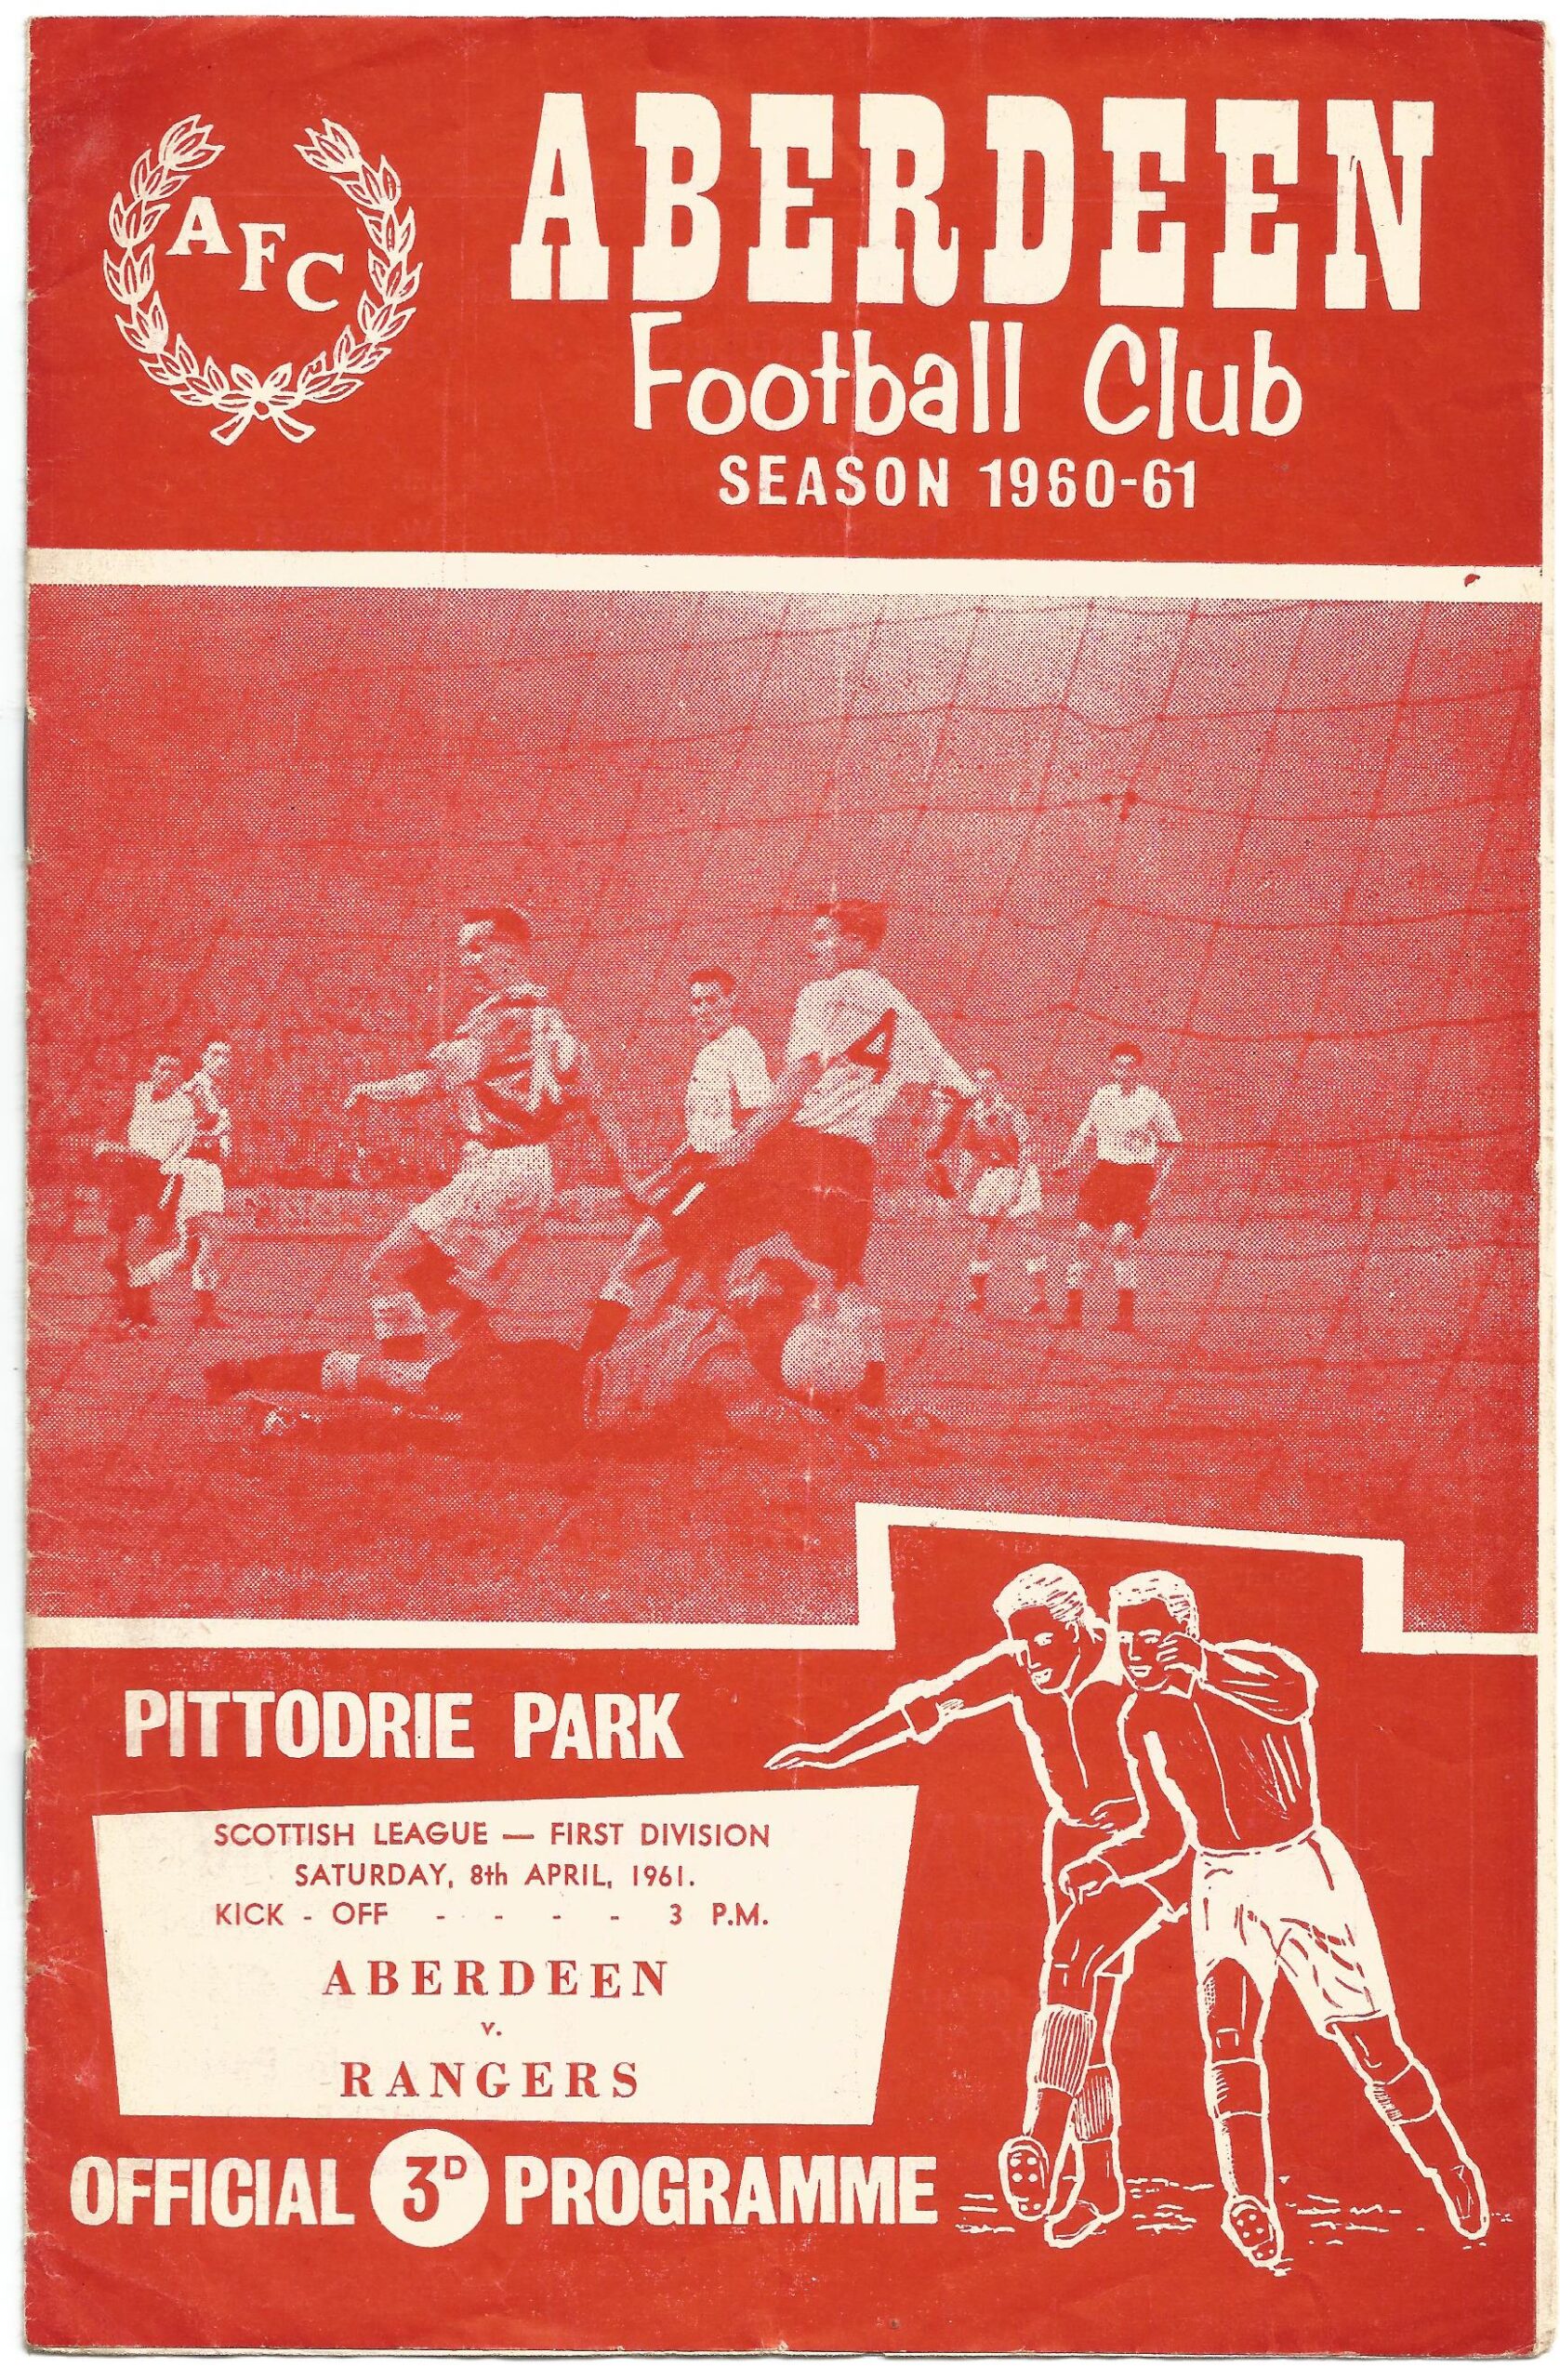 AFC
ABERDEEN
Football Club
SEASON 1960-61
4
PITTODRIE PARK
SCOTTISH LEAGUE — FIRST DIVISION
SATURDAY, 8th APRIL, 1961.
KICK - OFF - - - - 3 P.M.
ABERDEEN
v.
RANGERS
OFFICIAL 3D PROGRAMME